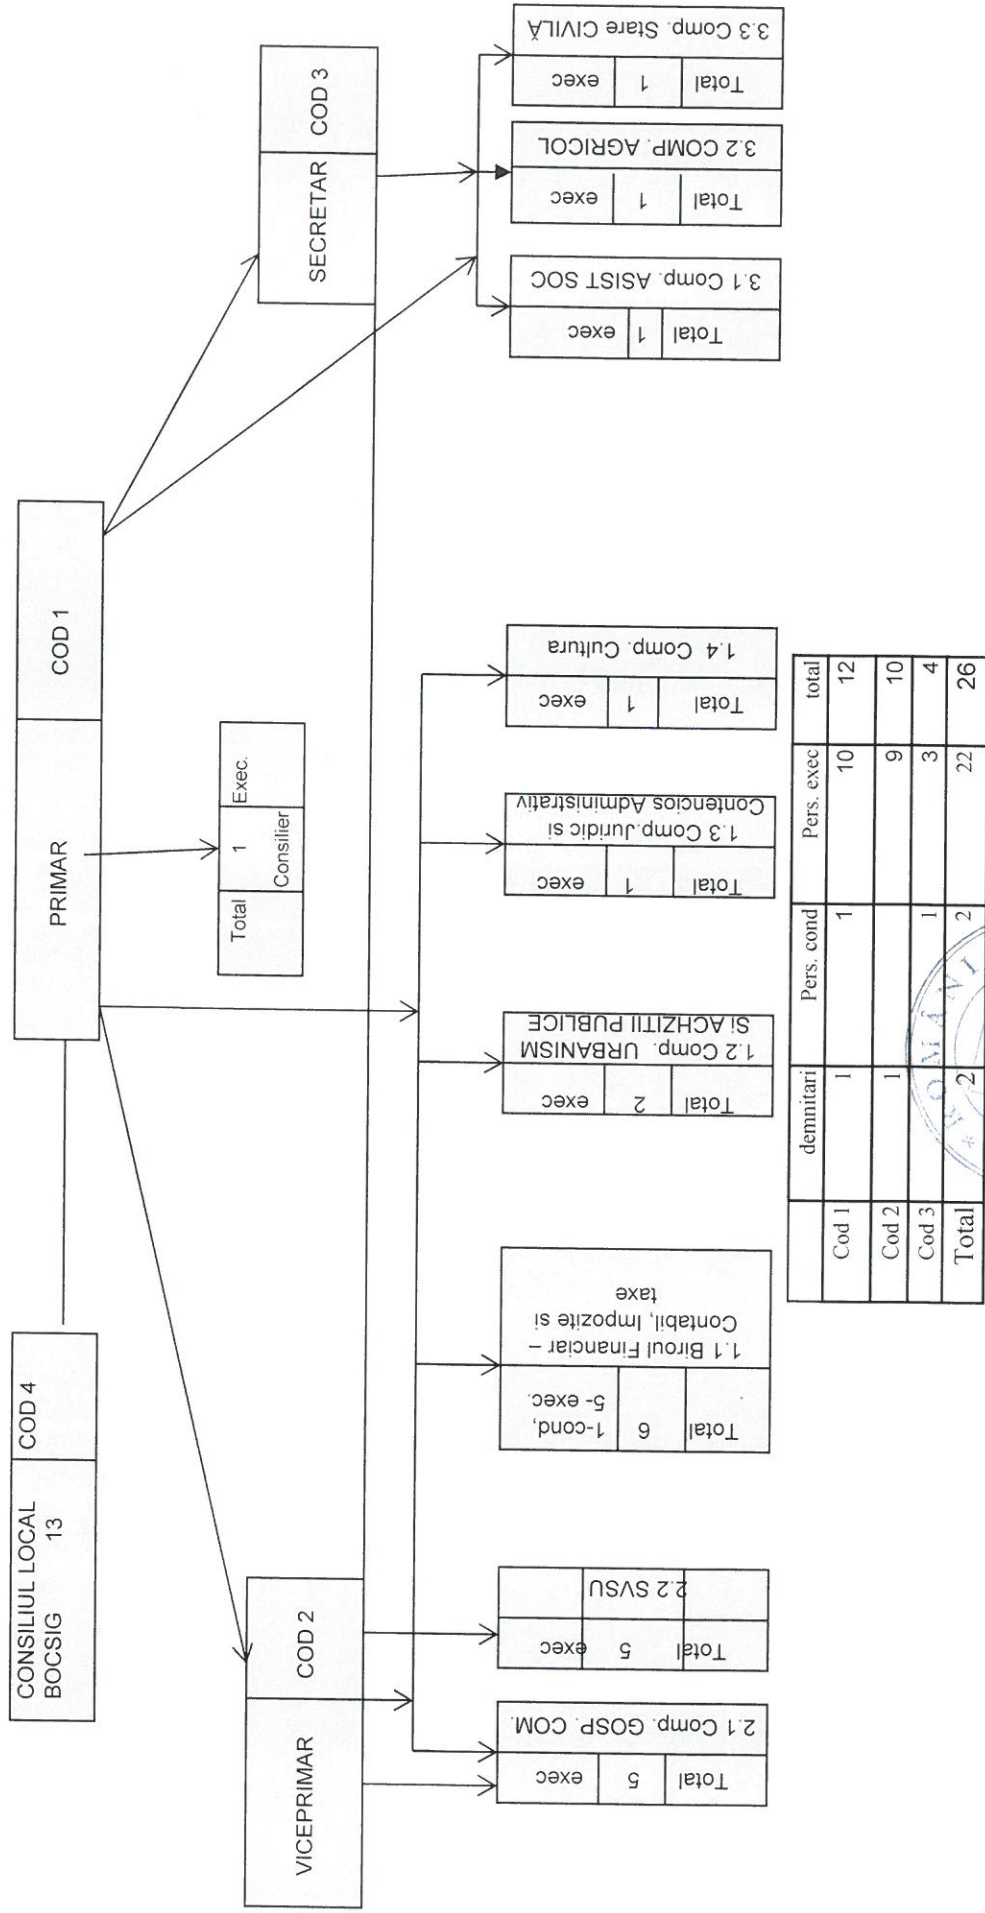 CONSILIUL LOCAL
BOCSIG 13
COD 4
PRIMAR
COD 1
Total
1
Consilier
Exec.
VICEPRIMAR
COD 2
SECRETAR
COD 3
Total
5
exec
2.1 Comp. GOSP. COM.
Total
5
exec
2.2 SVSU
Total
6
1-cond,
5- exec.
1.1 Biroul Financiar –
Contabil, Impozite si
taxe
Total
2
exec
1.2 Comp. URBANISM
Si ACHZITII PUBLICE
Total
1
exec
1.3 Comp.Juridic si
Contencios Administrativ
Total
1
exec
1.4 Comp. Cultura
Total
1
exec
3.1 Comp. ASIST SOC
Total
1
exec
3.2 COMP. AGRICOL
Total
1
exec
3.3 Comp. Stare CIVILĂ
demnitari Pers. cond Pers. exec total
Cod 1 1 1 10 12
Cod 2 1 9 10
Cod 3 1 3 4
Total 2 2 22 26
* ROMÂNI